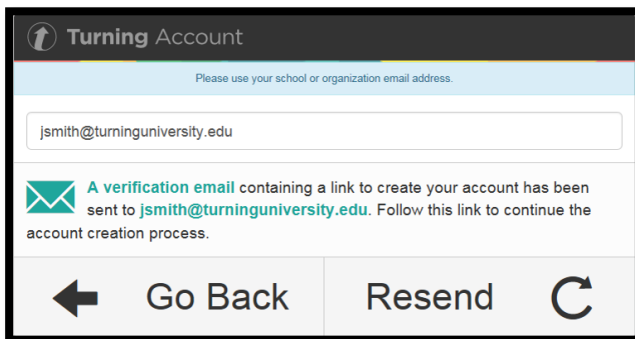 Turning Account
Please use your school or organization email address.
jsmith@turninguniversity.edu
A verification email containing a link to create your account has been
sent to jsmith@turninguniversity.edu. Follow this link to continue the
account creation process.
Go Back
Resend